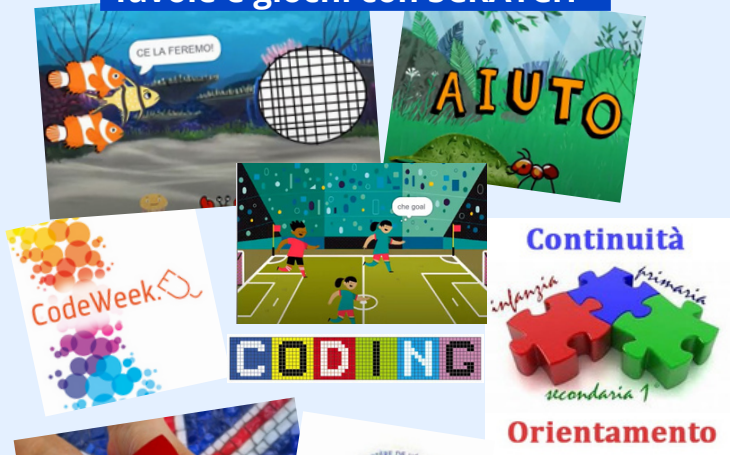 CE LA FEREMO!
AIUTO
che goal
CodeWeek.
CODING
Continuità
infanzia
primaria
secondaria 1°
Orientamento